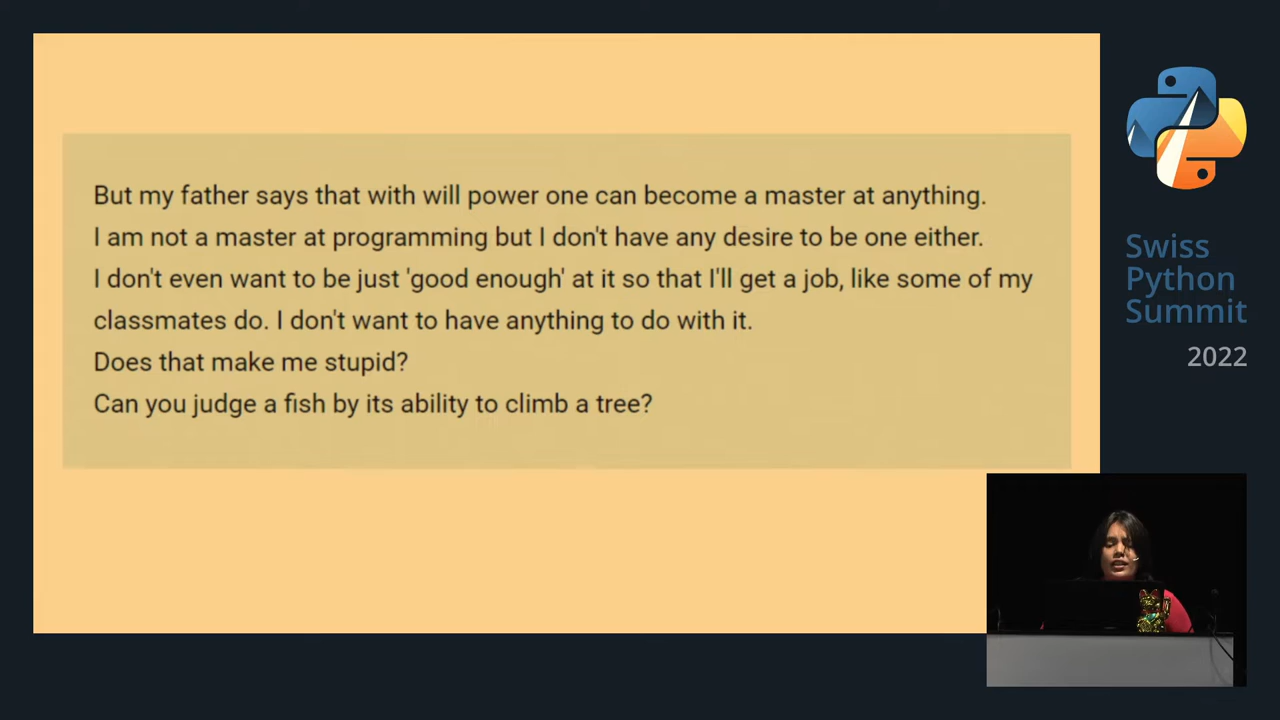 But my father says that with will power one can become a master at anything.
I am not a master at programming but I don't have any desire to be one either.
I don't even want to be just 'good enough' at it so that I'll get a job, like some of my
classmates do. I don't want to have anything to do with it.
Does that make me stupid?
Can you judge a fish by its ability to climb a tree?
Swiss
Python
Summit
2022